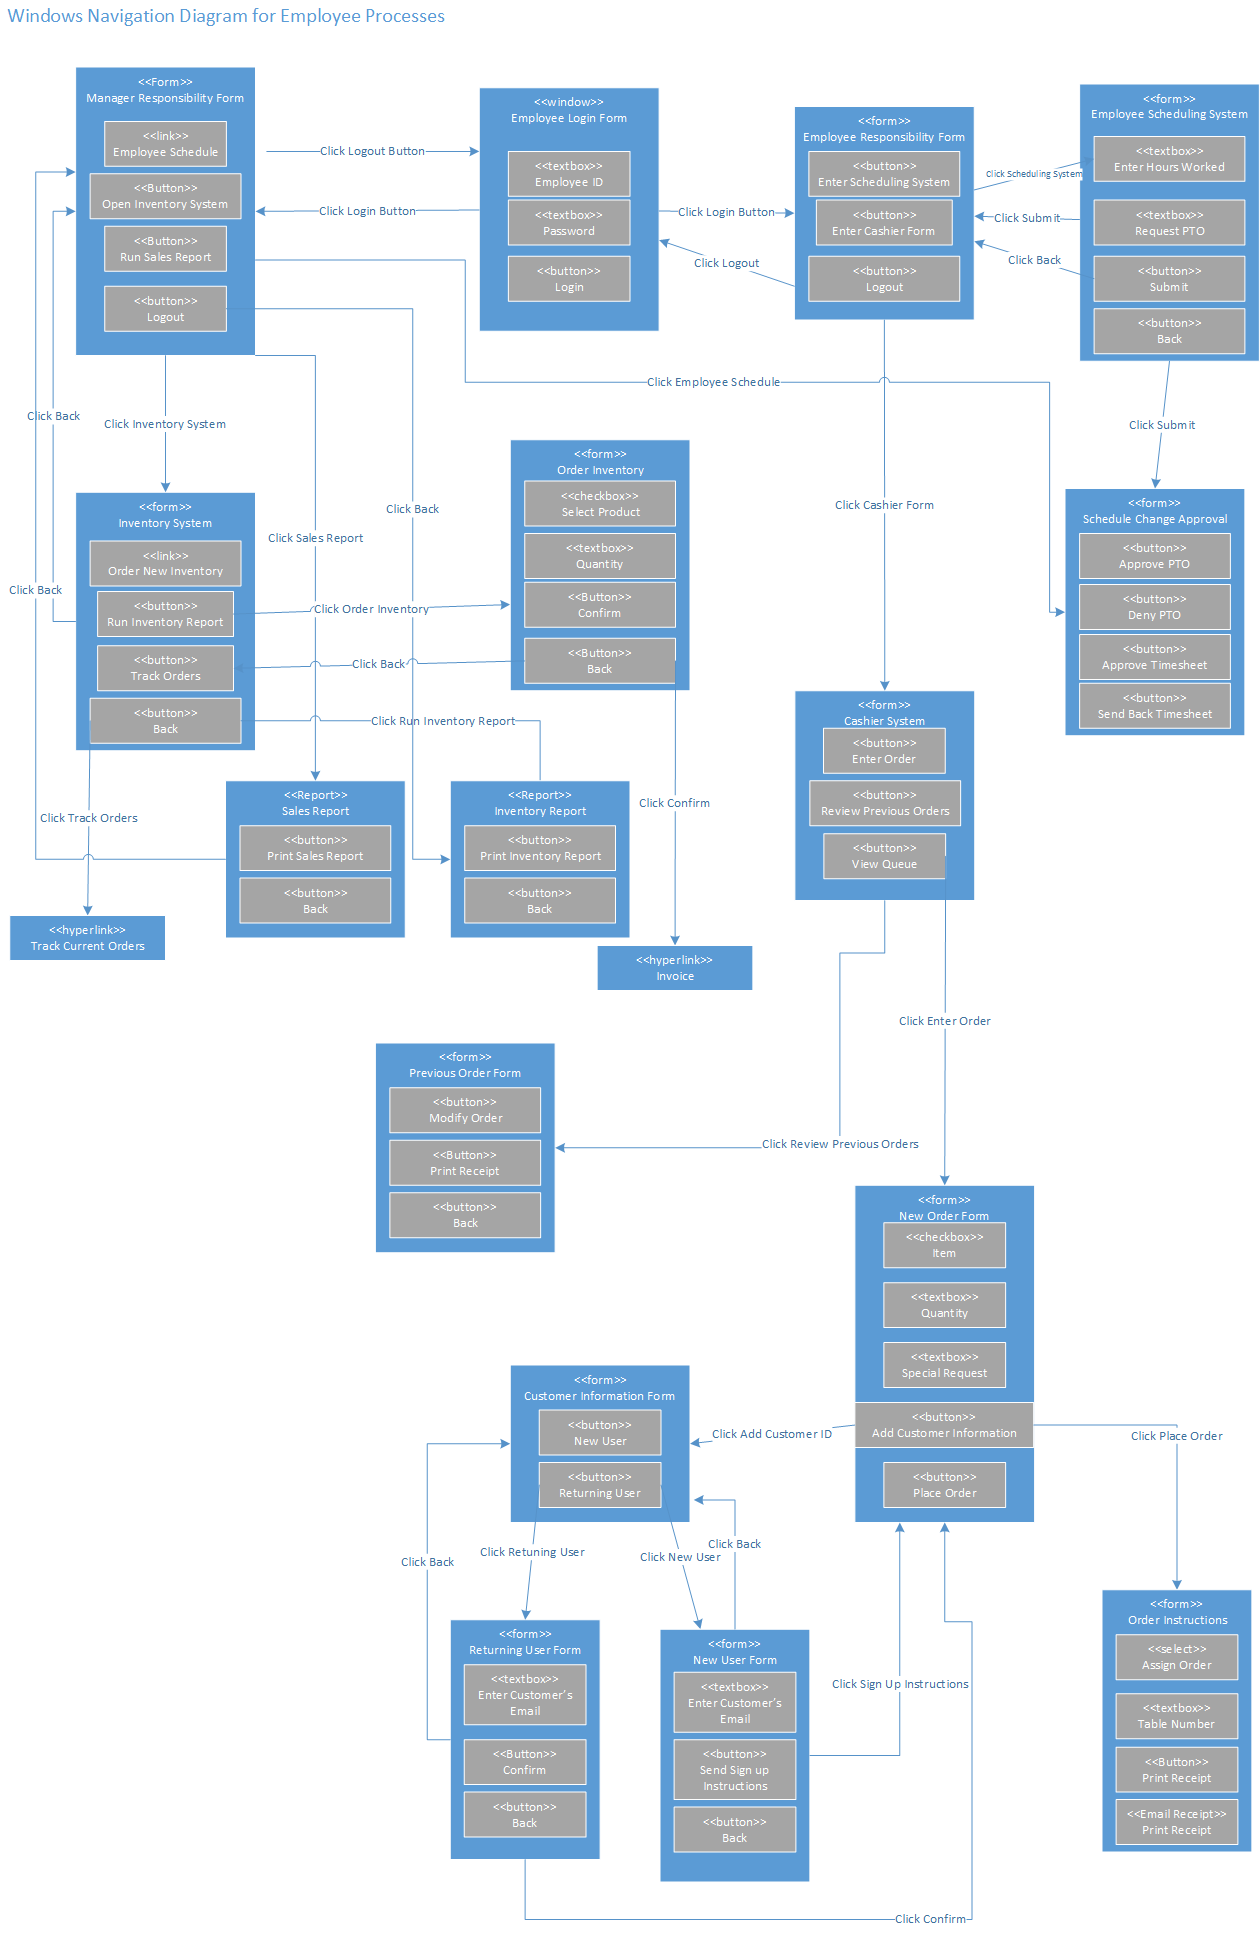 Windows Navigation Diagram for Employee Processes
<<Form>>
Manager Responsibility Form
<<link>>
Employee Schedule
<<Button>>
Open Inventory System
<<Button>>
Run Sales Report
<<button>>
Logout
Click Logout Button
Click Login Button
<<window>>
Employee Login Form
<<textbox>>
Employee ID
<<textbox>>
Password
<<button>>
Login
Click Login Button
Click Logout
<<form>>
Employee Responsibility Form
<<button>>
Enter Scheduling System
<<button>>
Enter Cashier Form
<<button>>
Logout
Click Scheduling System
Click Submit
Click Back
<<form>>
Employee Scheduling System
<<textbox>>
Enter Hours Worked
<<textbox>>
Request PTO
<<button>>
Submit
<<button>>
Back
Click Employee Schedule
Click Back
Click Inventory System
Click Submit
<<form>>
Inventory System
<<link>>
Order New Inventory
<<Button>>
Run Inventory Report
<<button>>
Track Orders
<<button>>
Back
Click Back
Click Sales Report
Click Back
Click Order Inventory
Click Back
Click Run Inventory Report
<<form>>
Order Inventory
<<checkbox>>
Select Product
<<textbox>>
Quantity
<<Button>>
Confirm
<<Button>>
Back
Click Cashier Form
<<form>>
Schedule Change Approval
<<button>>
Approve PTO
<<button>>
Deny PTO
<<button>>
Approve Timesheet
<<button>>
Send Back Timesheet
Click Track Orders
<<hyperlink>>
Track Current Orders
<<Report>>
Sales Report
<<button>>
Print Sales Report
<<button>>
Back
<<Report>>
Inventory Report
<<button>>
Print Inventory Report
<<button>>
Back
Click Confirm
<<hyperlink>>
Invoice
<<form>>
Cashier System
<<button>>
Enter Order
<<button>>
Review Previous Orders
<<button>>
View Queue
Click Enter Order
Click Review Previous Orders
<<form>>
Previous Order Form
<<button>>
Modify Order
<<Button>>
Print Receipt
<<button>>
Back
<<form>>
New Order Form
<<checkbox>>
Item
<<textbox>>
Quantity
<<textbox>>
Special Request
<<button>>
Add Customer Information
<<button>>
Place Order
Click Add Customer ID
Click Place Order
<<form>>
Customer Information Form
<<button>>
New User
<<button>>
Returning User
Click Back
Click Retuning User
Click New User
Click Back
<<form>>
Returning User Form
<<textbox>>
Enter Customer's
Email
<<Button>>
Confirm
<<button>>
Back
<<form>>
New User Form
<<textbox>>
Enter Customer's
Email
<<button>>
Send Sign up
Instructions
<<button>>
Back
Click Sign Up Instructions
Click Confirm
<<form>>
Order Instructions
<<select>>
Assign Order
<<textbox>>
Table Number
<<Button>>
Print Receipt
<<Email Receipt>>
Print Receipt